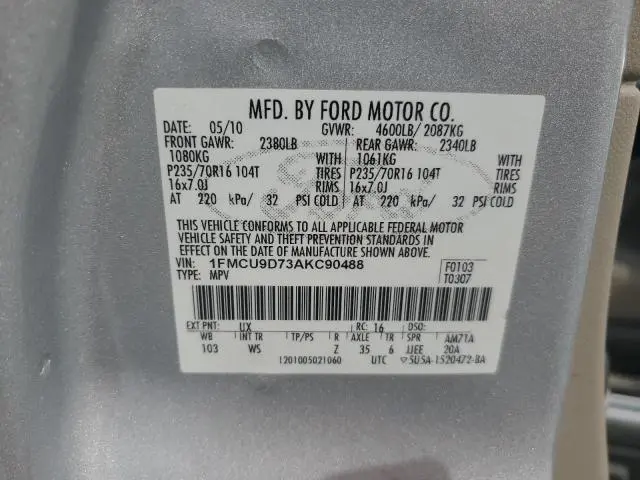 MFD. BY FORD MOTOR CO.
DATE: 05/10 GVWR: 4600LB/ 2087KG
FRONT GAWR: 2380LB REAR GAWR: 2340LB
1080KG WITH 1061KG WITH
P235/70R16 104T TIRES P235/70R16 104T TIRES
16x7.0J RIMS 16x7.0J RIMS
AT 220 kPa/ 32 PSI COLD AT 220 kPa/ 32 PSI COLD
THIS VEHICLE CONFORMS TO ALL APPLICABLE FEDERAL MOTOR
VEHICLE SAFETY AND THEFT PREVENTION STANDARDS IN
EFFECT ON THE DATE OF MANUFACTURE SHOWN ABOVE.
VIN: 1FMCU9D73AKC90488 F0103
TYPE: MPV T0307
EXT PNT: UX RC: 16 DSO:
WB INT TR TP/PS R AXLE TR SPR AM71A
103 WS Z 35 6 JJEE 20A
1201005021060 UTC 5U5A-1520472-BA